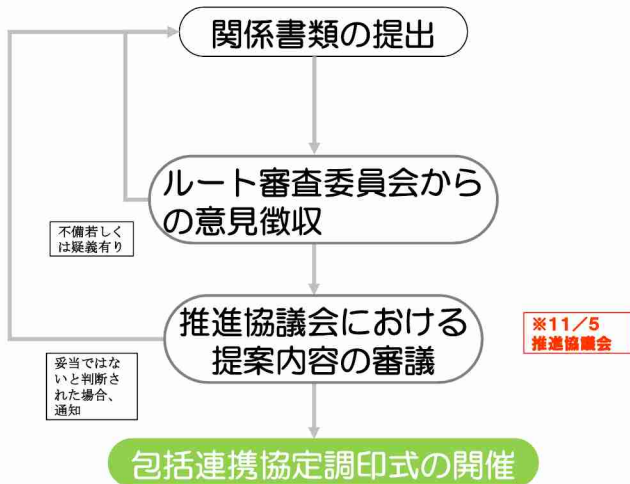 関係書類の提出
ルート審査委員会から
の意見徴収
不備若しく
は疑義有り
推進協議会における
提案内容の審議
※11/5
推進協議会
妥当ではな
いと判断さ
れた場合、
通知
包括連携協定調印式の開催